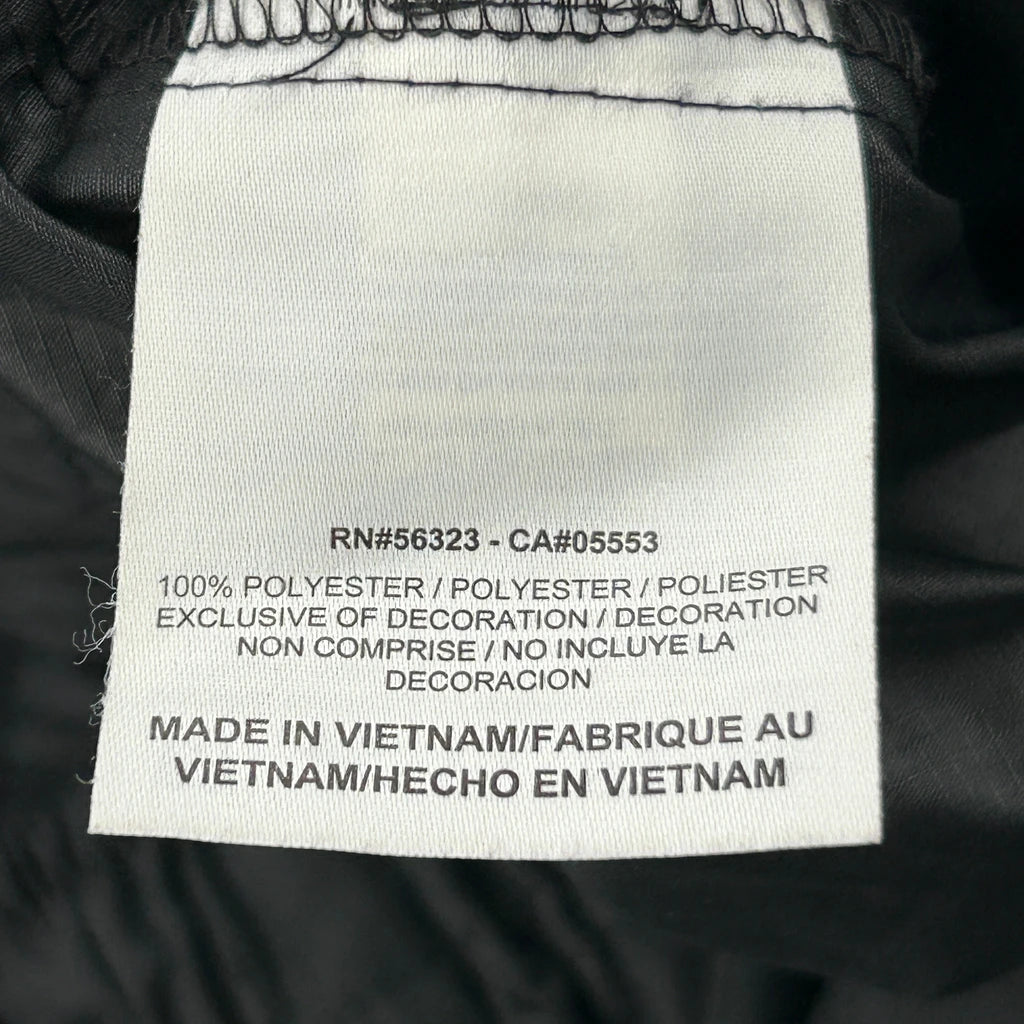 RN#56323 - CA#05553
100% POLYESTER / POLYESTER / POLIESTER
EXCLUSIVE OF DECORATION / DECORATION
NON COMPRISE / NO INCLUYE LA
DECORACION
MADE IN VIETNAM/FABRIQUE AU
VIETNAM/HECHO EN VIETNAM